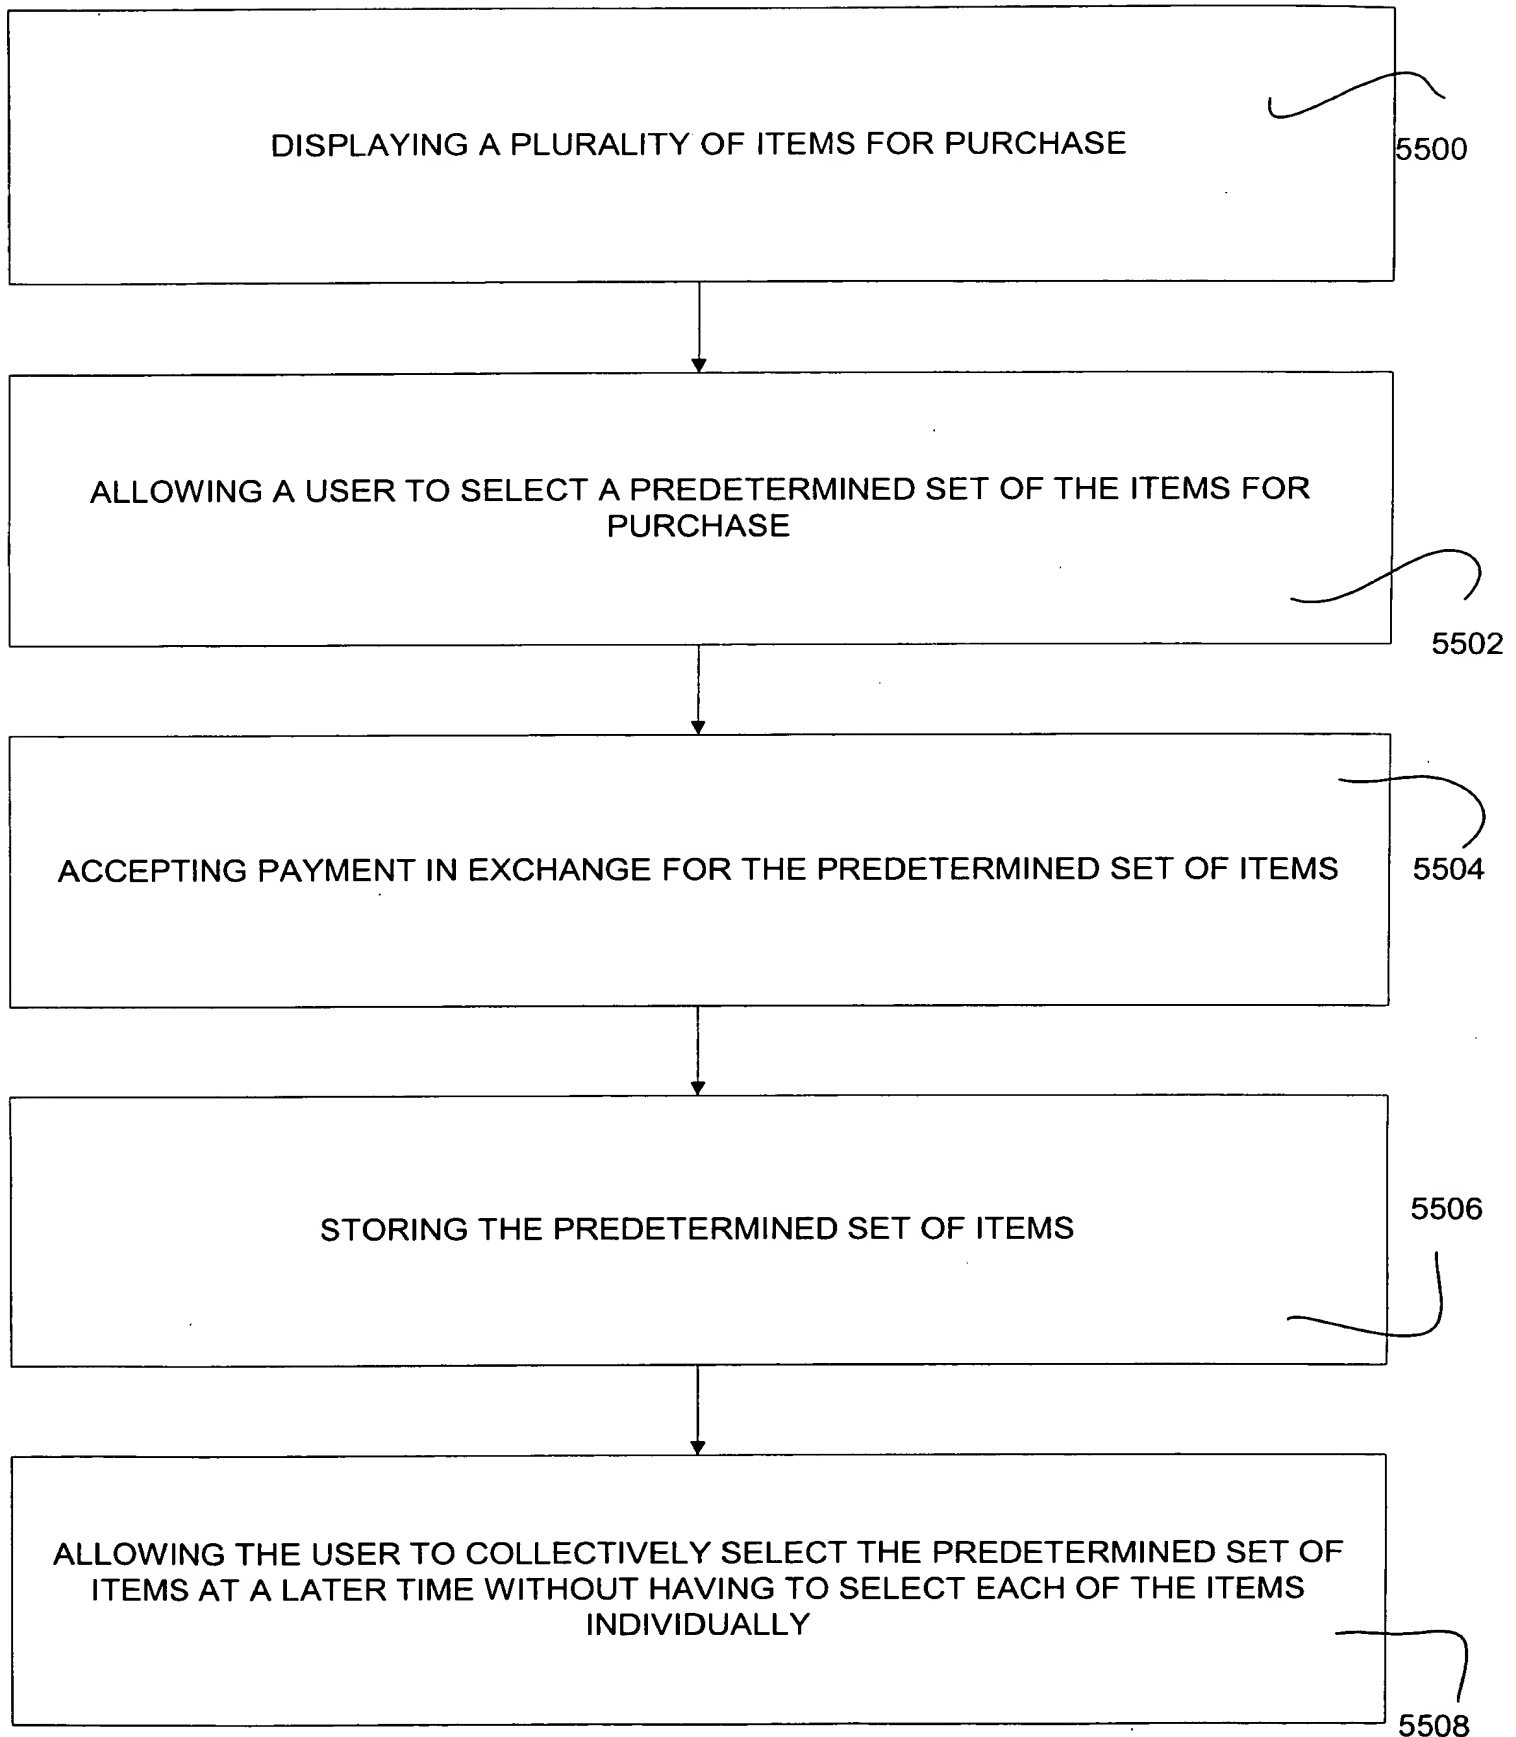 DISPLAYING A PLURALITY OF ITEMS FOR PURCHASE
5500
ALLOWING A USER TO SELECT A PREDETERMINED SET OF THE ITEMS FOR
PURCHASE
5502
ACCEPTING PAYMENT IN EXCHANGE FOR THE PREDETERMINED SET OF ITEMS
5504
STORING THE PREDETERMINED SET OF ITEMS
5506
ALLOWING THE USER TO COLLECTIVELY SELECT THE PREDETERMINED SET OF
ITEMS AT A LATER TIME WITHOUT HAVING TO SELECT EACH OF THE ITEMS
INDIVIDUALLY
5508